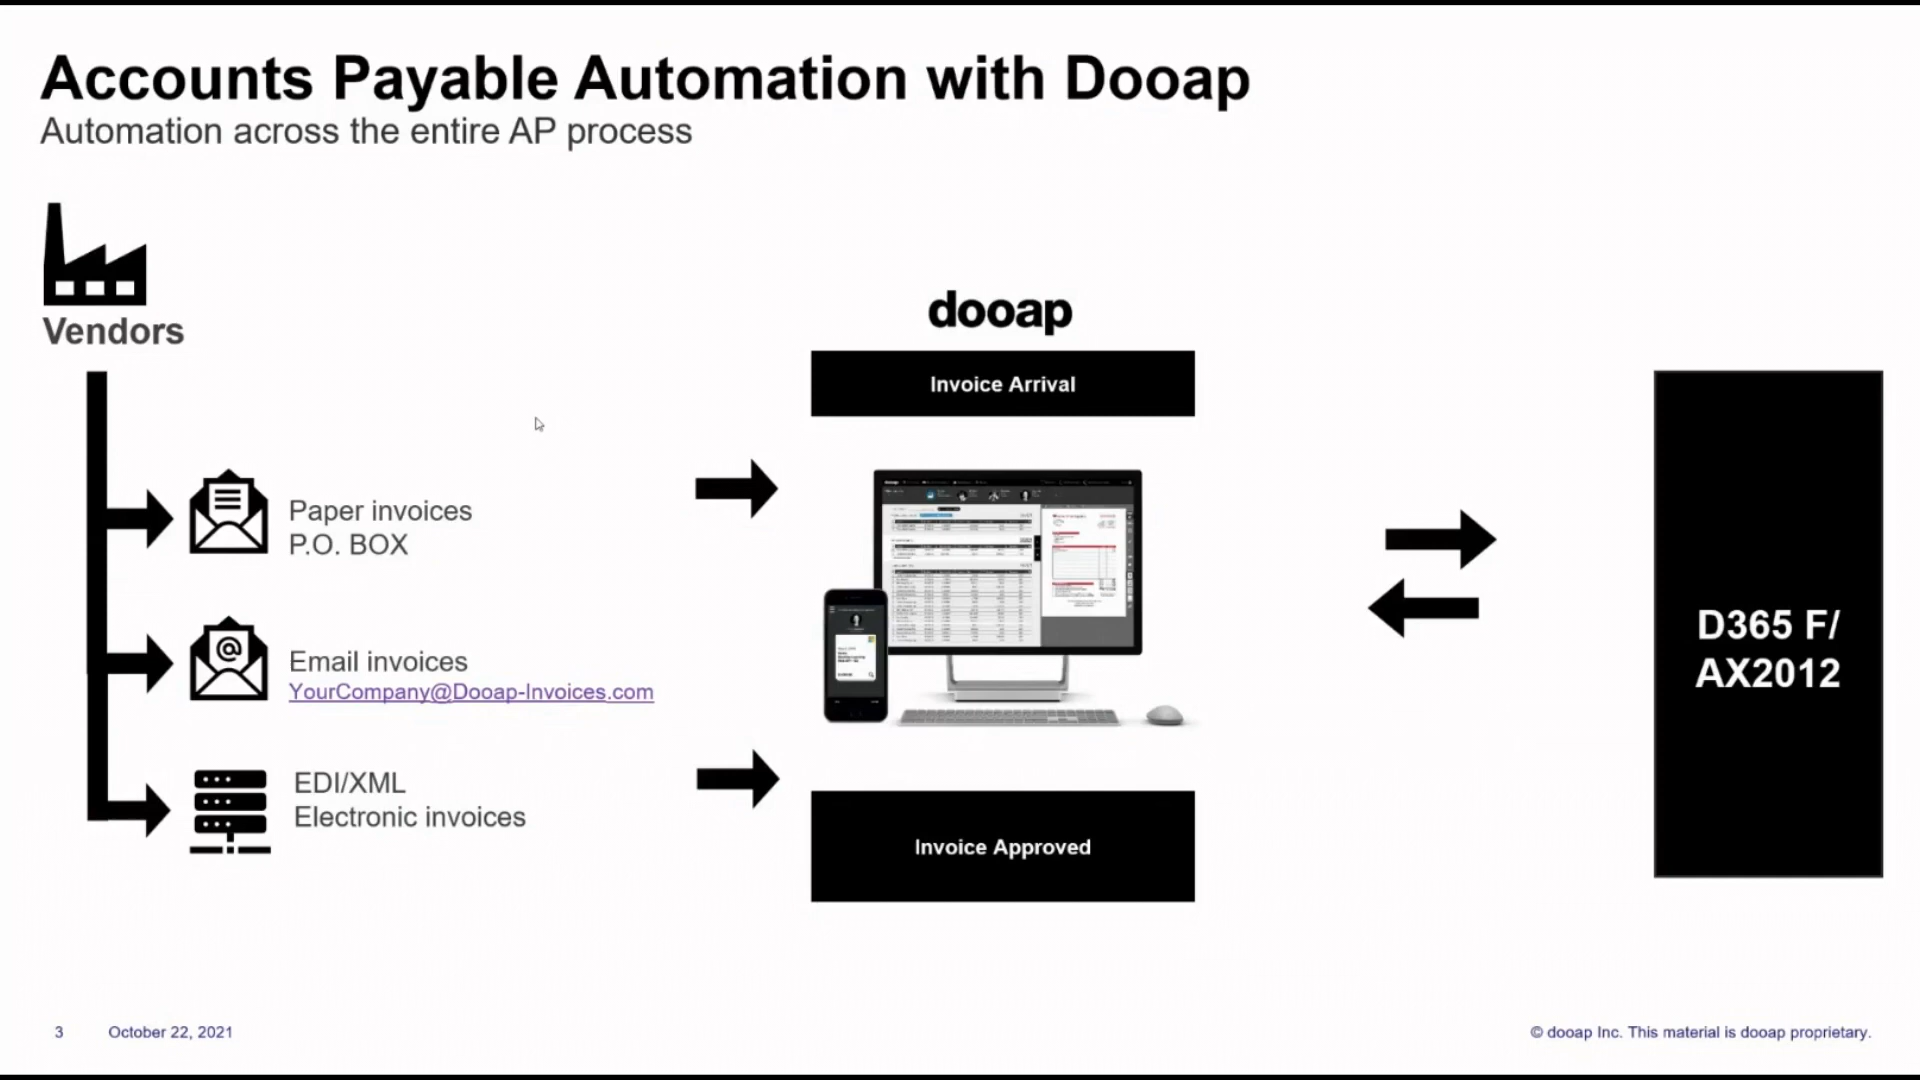 Accounts Payable Automation with Dooap
Automation across the entire AP process
Vendors
Paper invoices
P.O. BOX
Email invoices
YourCompany@Dooap-Invoices.com
EDI/XML
Electronic invoices
dooap
Invoice Arrival
Invoice Approved
D365 F/
AX2012
3
October 22, 2021
© dooap Inc. This material is dooap proprietary.